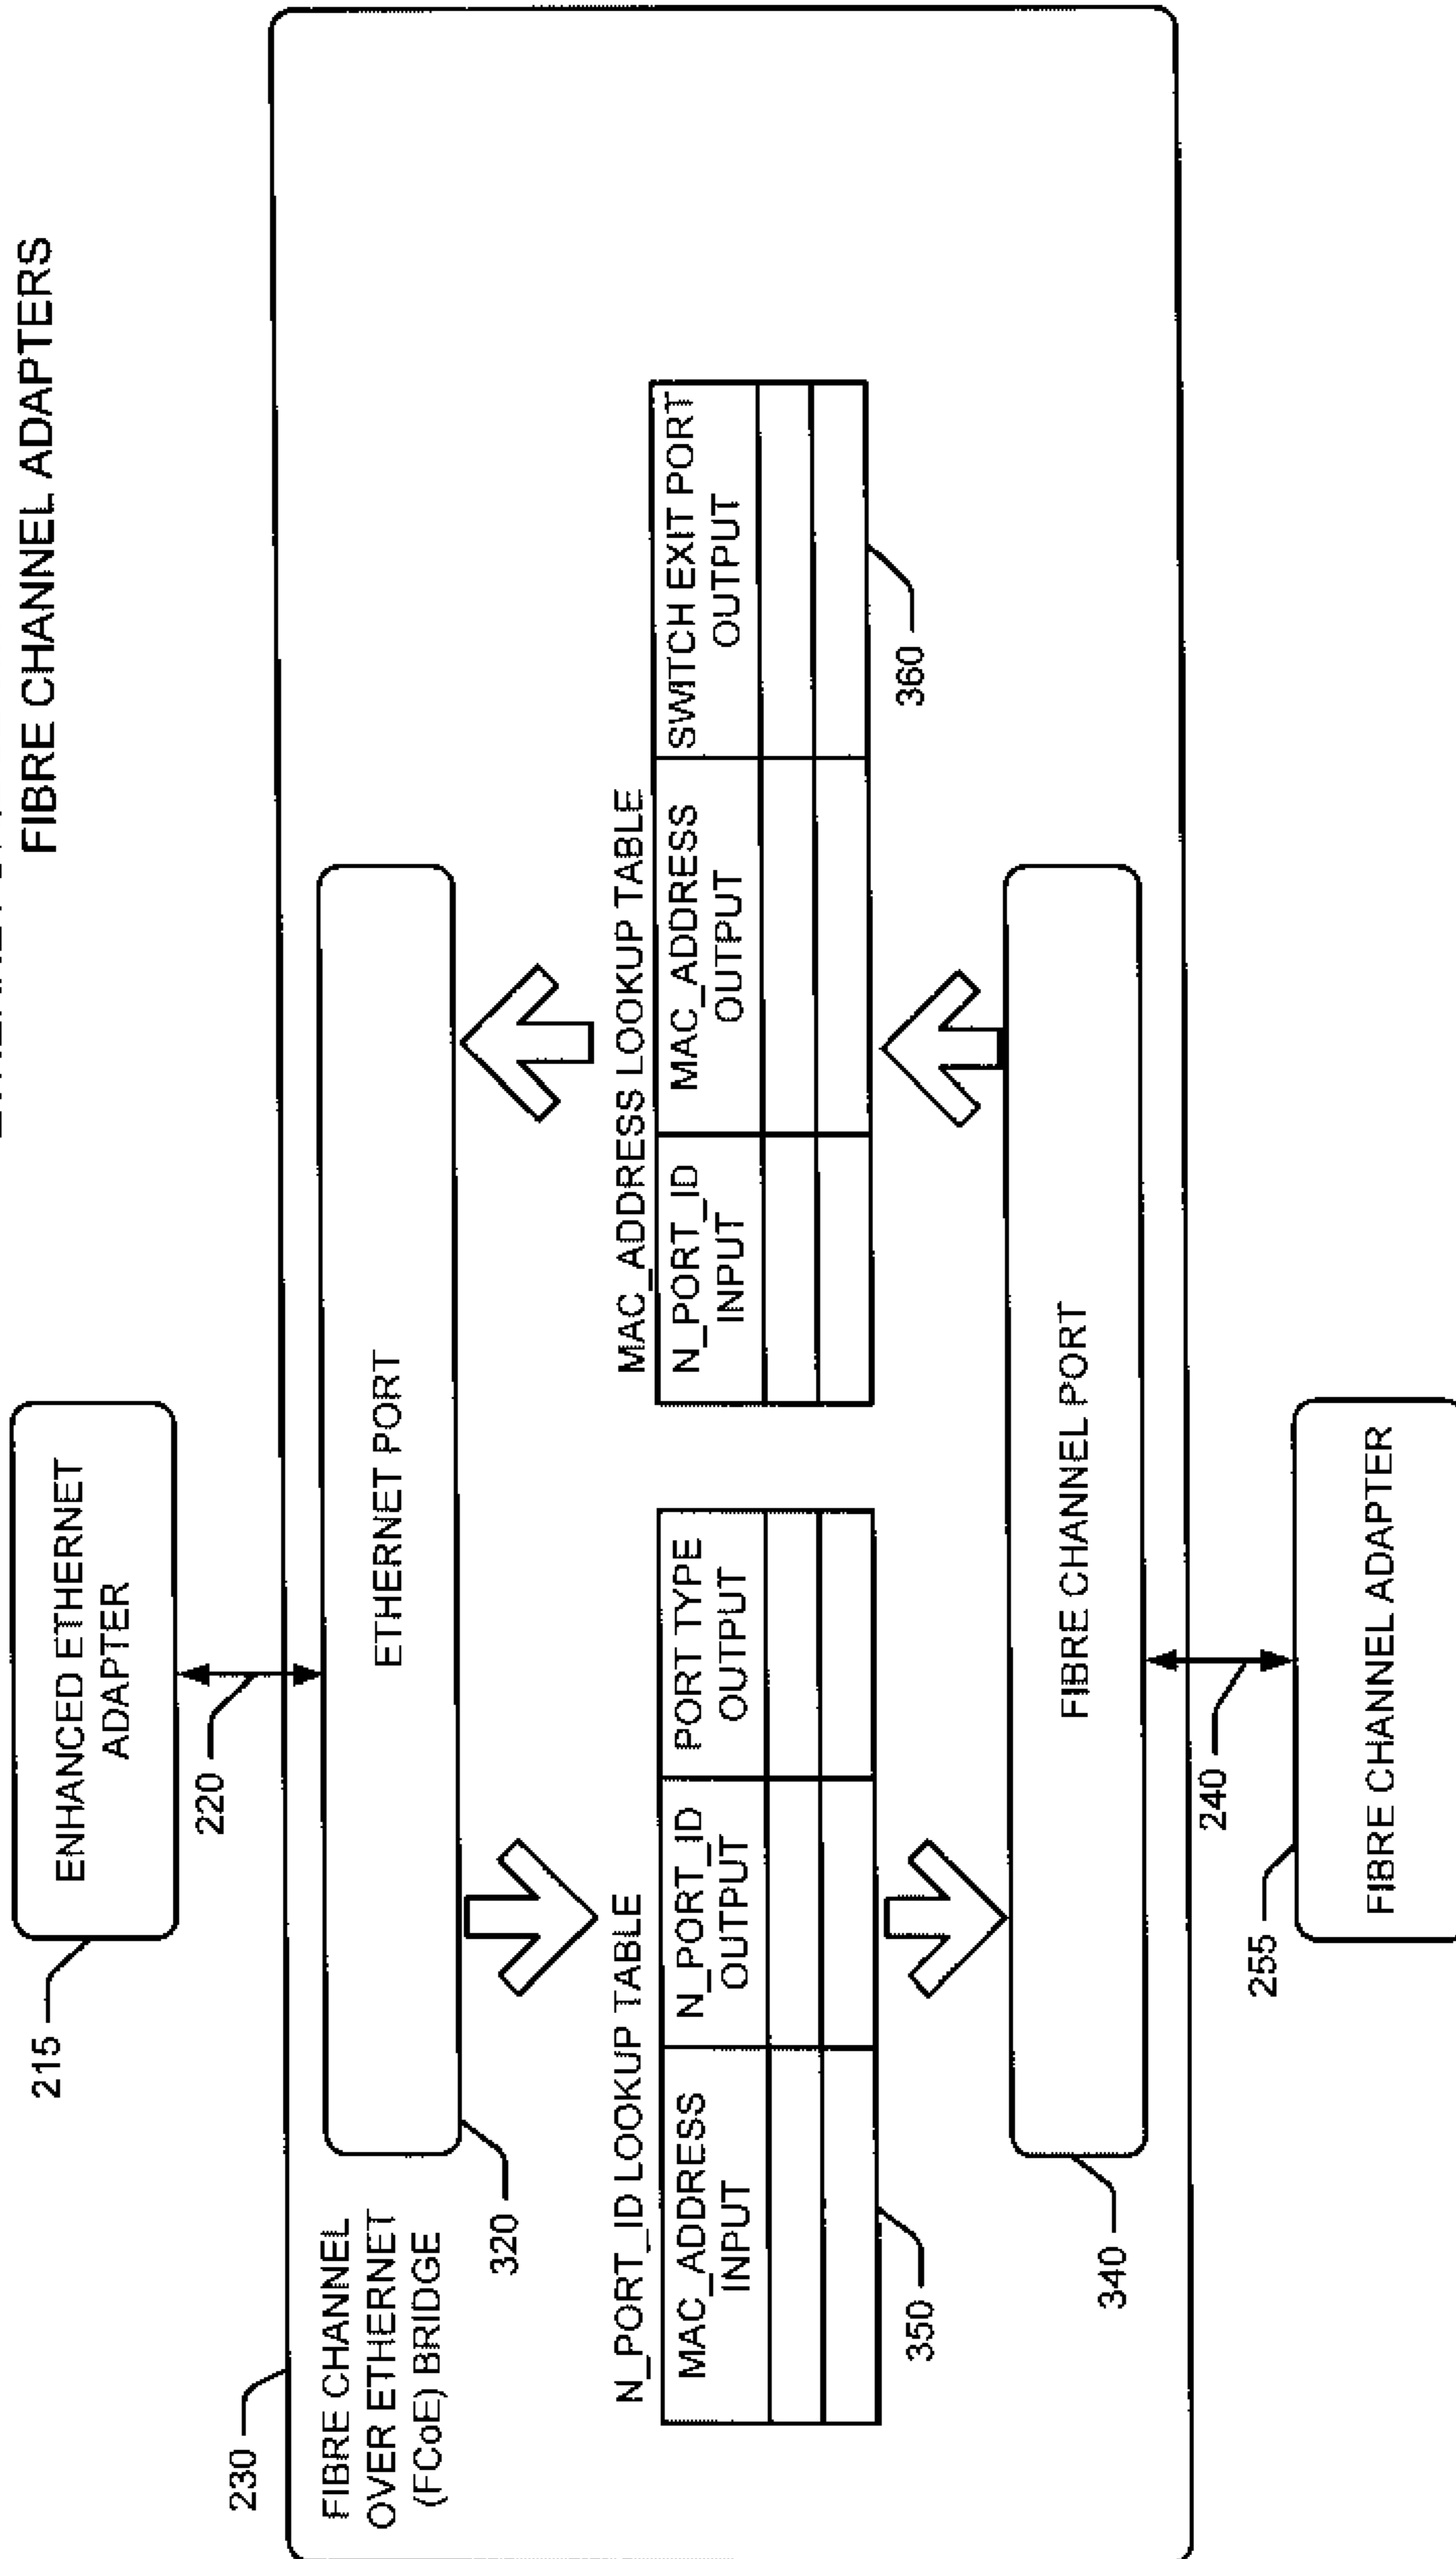 FIBRE CHANNEL ADAPTERS
215
ENHANCED ETHERNET
ADAPTER
220
230
FIBRE CHANNEL
OVER ETHERNET
(FCoE) BRIDGE
ETHERNET PORT
320
N_PORT_ID LOOKUP TABLE
MAC_ADDRESS
INPUT
N_PORT_ID
OUTPUT
PORT TYPE
OUTPUT
350
MAC_ADDRESS LOOKUP TABLE
N_PORT_ID
INPUT
MAC_ADDRESS
OUTPUT
SWITCH EXIT PORT
OUTPUT
360
FIBRE CHANNEL PORT
340
240
255
FIBRE CHANNEL ADAPTER